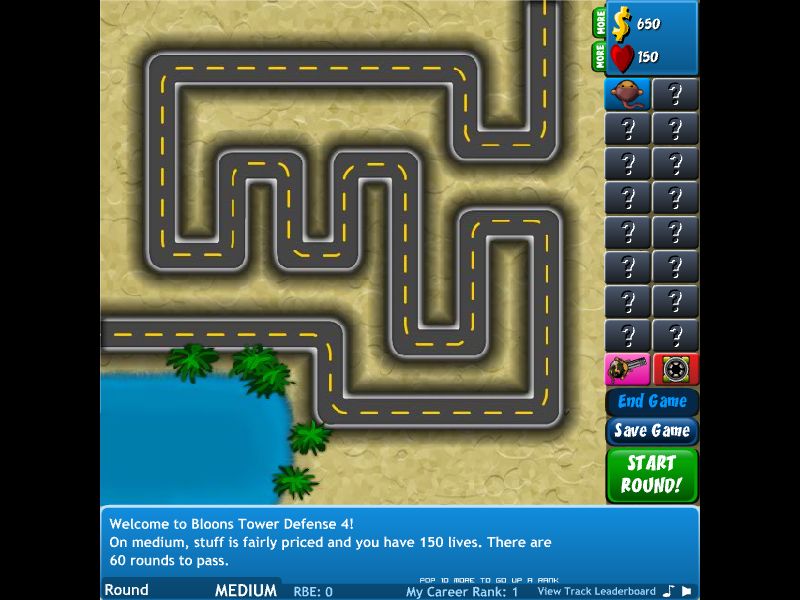 MORE
$ 650
MORE
150
?
? ?
? ?
? ?
? ?
? ?
? ?
? ?
End Game
Save Game
START
ROUND!
Welcome to Bloons Tower Defense 4!
On medium, stuff is fairly priced and you have 150 lives. There are
60 rounds to pass.
POP 10 MORE TO GO UP A RANK
Round MEDIUM RBE: 0 My Career Rank: 1 View Track Leaderboard